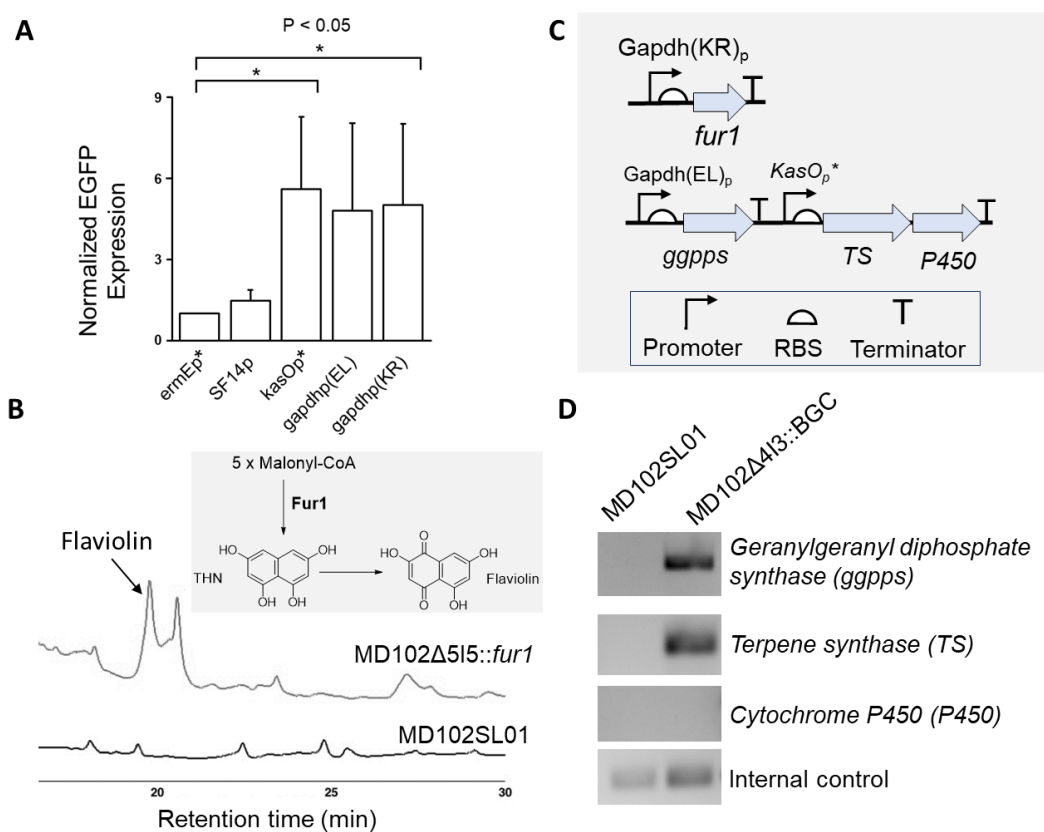 A
P < 0.05
*
*
9
6
3
0
Normalized EGFP
Expression
ermEp*
SF14p
kasOp*
gapdhp(EL)
gapdhp(KR)
B
5 x Malonyl-CoA
Fur1
HO
OH
THN
OH
OH
HO
O
OH
O
OH
Flaviolin
Flaviolin
MD102Δ5I5::fur1
MD102SL01
20
25
30
Retention time (min)
C
Gapdh(KR)p
fur1
Gapdh(EL)p
KasOp*
ggpps
TS
P450
Promoter
RBS
Terminator
D
MD102SL01
MD102Δ4I3::BGC
Geranylgeranyl diphosphate
synthase (ggpps)
Terpene synthase (TS)
Cytochrome P450 (P450)
Internal control